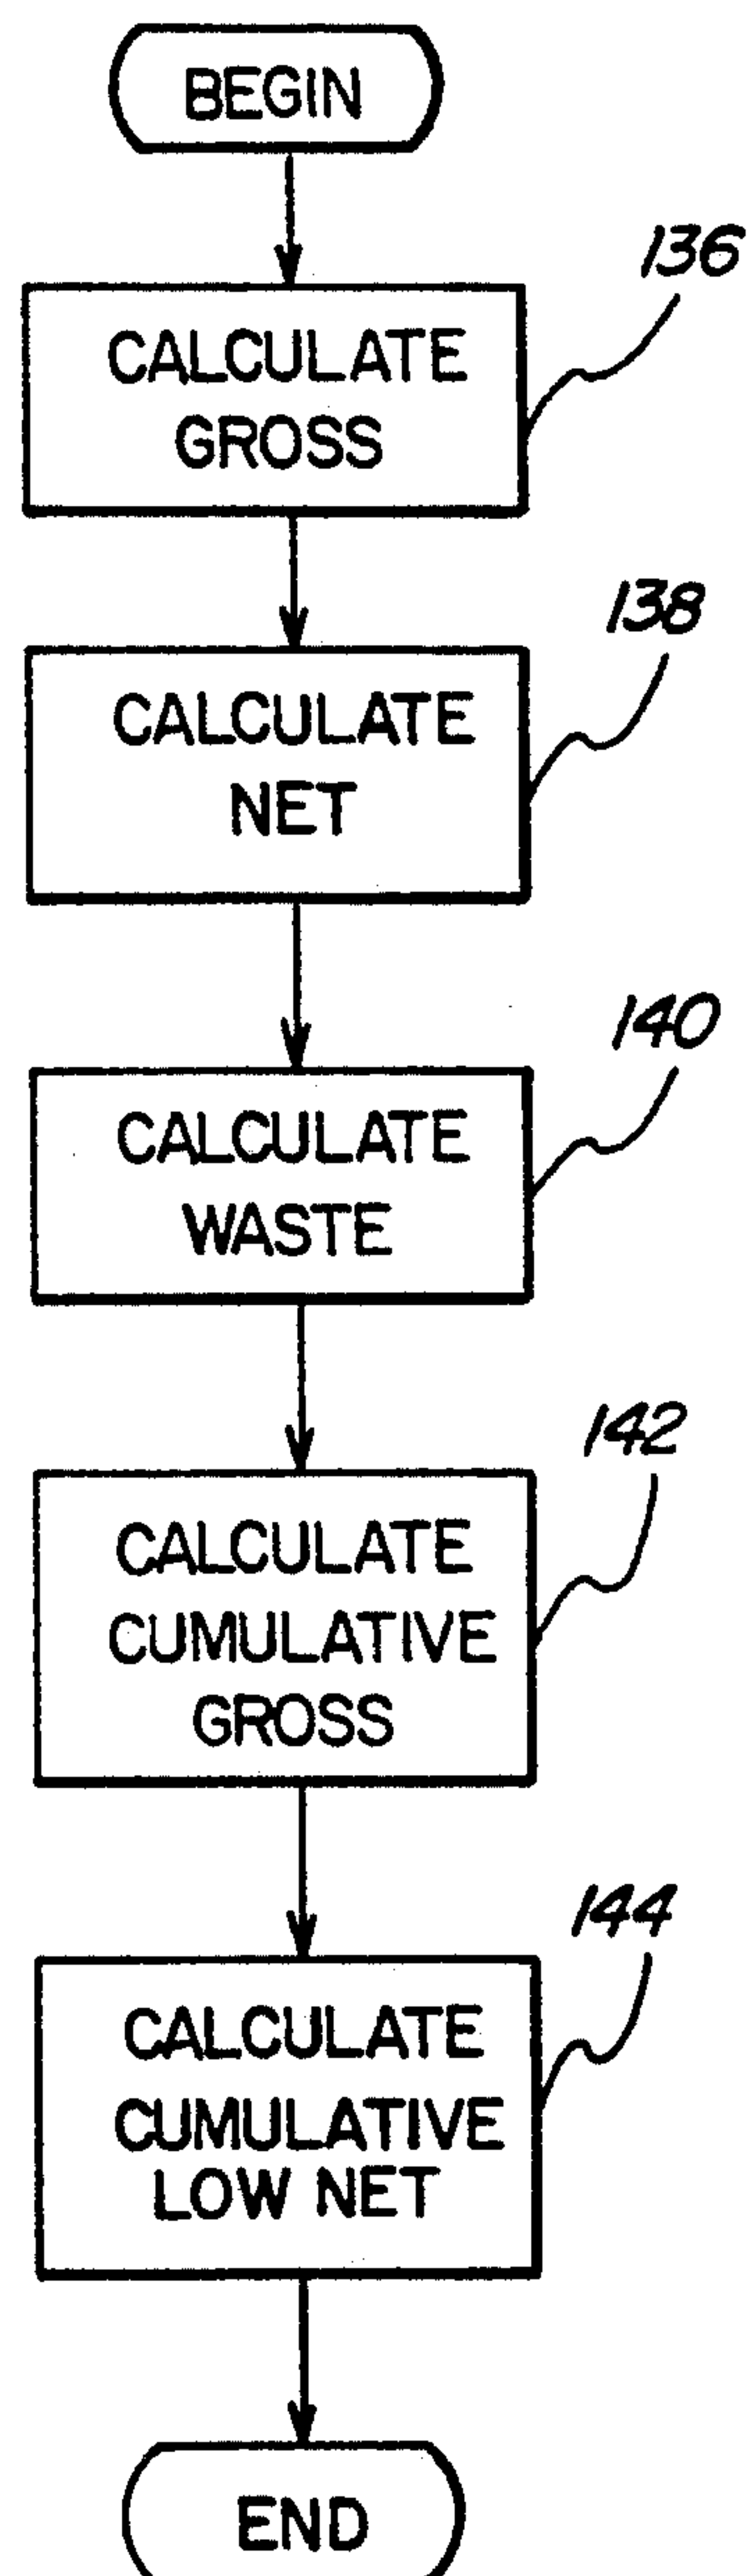 BEGIN
136
CALCULATE
GROSS
138
CALCULATE
NET
140
CALCULATE
WASTE
142
CALCULATE
CUMULATIVE
GROSS
144
CALCULATE
CUMULATIVE
LOW NET
END